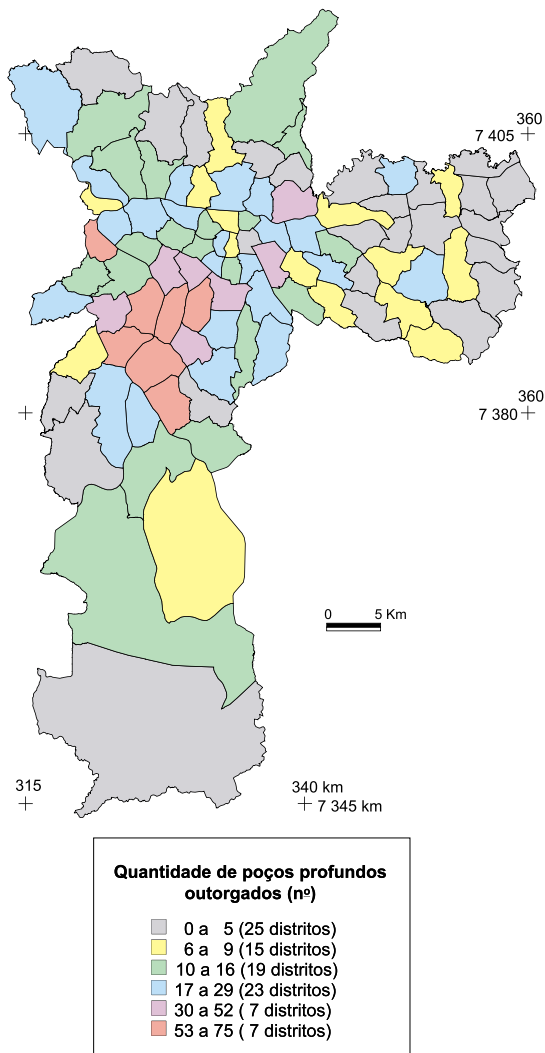 360
7 405
360
7 380
0 5 Km
315
340 km
7 345 km
Quantidade de poços profundos
outorgados (nº)
0 a 5 (25 distritos)
6 a 9 (15 distritos)
10 a 16 (19 distritos)
17 a 29 (23 distritos)
30 a 52 ( 7 distritos)
53 a 75 ( 7 distritos)